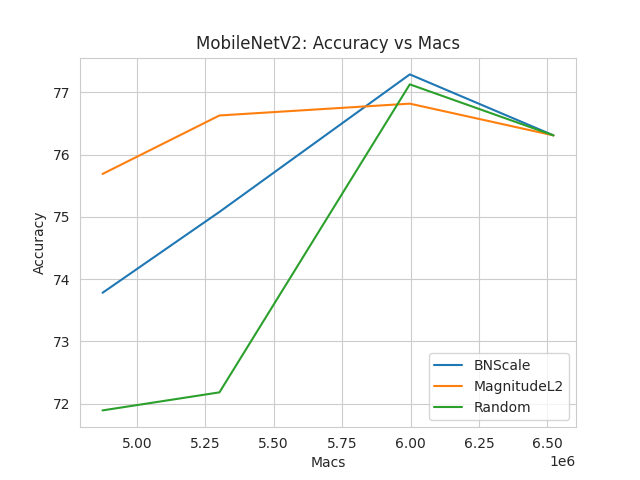 MobileNetV2: Accuracy vs Macs
Accuracy
77
76
75
74
73
72
BNScale
MagnitudeL2
Random
5.00 5.25 5.50 5.75 6.00 6.25 6.50
1e6
Macs